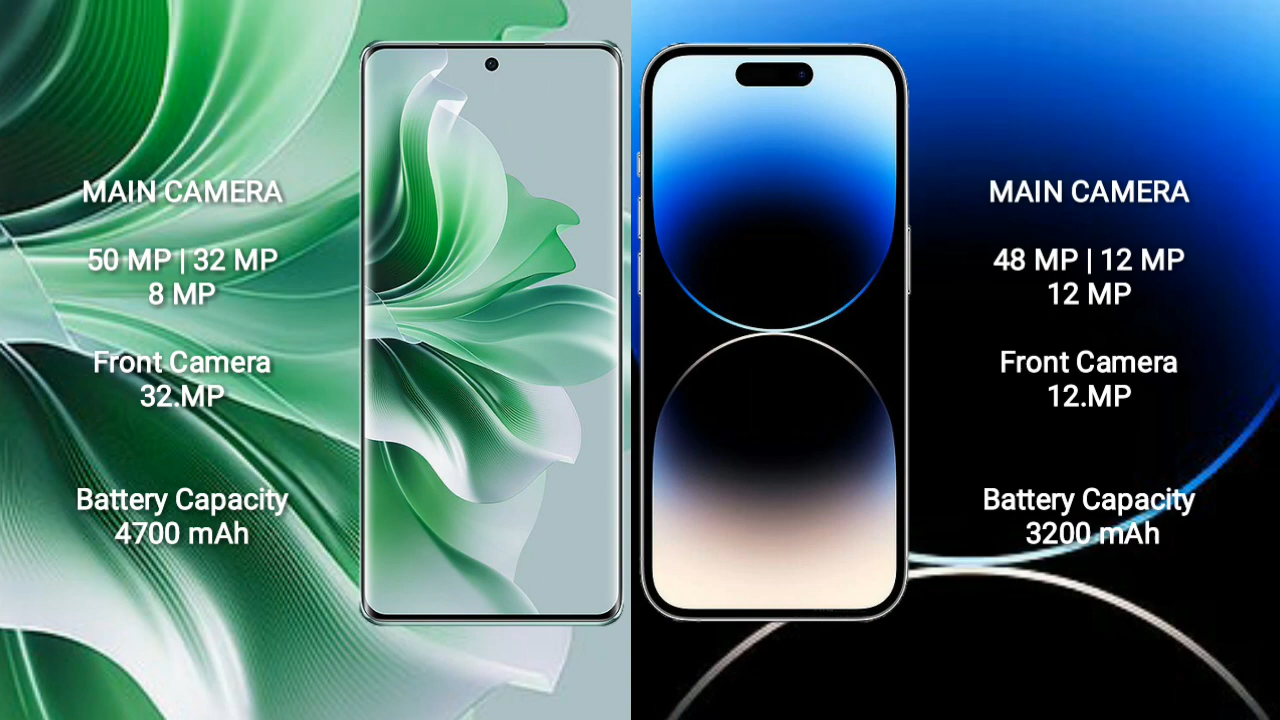 MAIN CAMERA
50 MP | 32 MP
8 MP
Front Camera
32.MP
Battery Capacity
4700 mAh
MAIN CAMERA
48 MP | 12 MP
12 MP
Front Camera
12.MP
Battery Capacity
3200 mAh